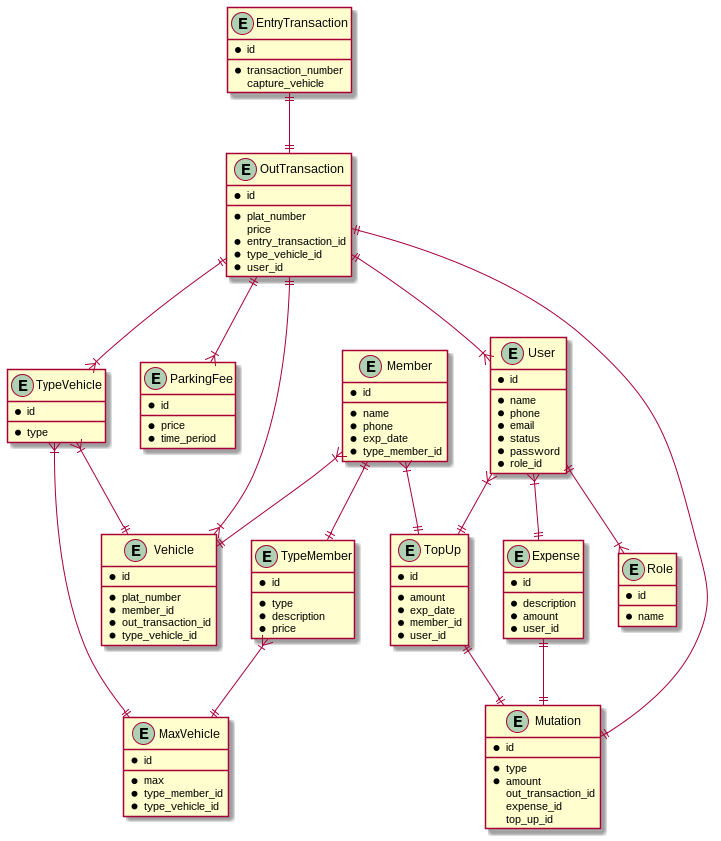 E EntryTransaction
id
transaction_number
capture_vehicle
E OutTransaction
id
plat_number
price
entry_transaction_id
type_vehicle_id
user_id
E TypeVehicle
id
type
E ParkingFee
id
price
time_period
E Member
id
name
phone
exp_date
type_member_id
E User
id
name
phone
email
status
password
role_id
E Vehicle
id
plat_number
member_id
out_transaction_id
type_vehicle_id
E TypeMember
id
type
description
price
E TopUp
id
amount
exp_date
member_id
user_id
E Expense
id
description
amount
user_id
E Role
id
name
E MaxVehicle
id
max
type_member_id
type_vehicle_id
E Mutation
id
type
amount
out_transaction_id
expense_id
top_up_id